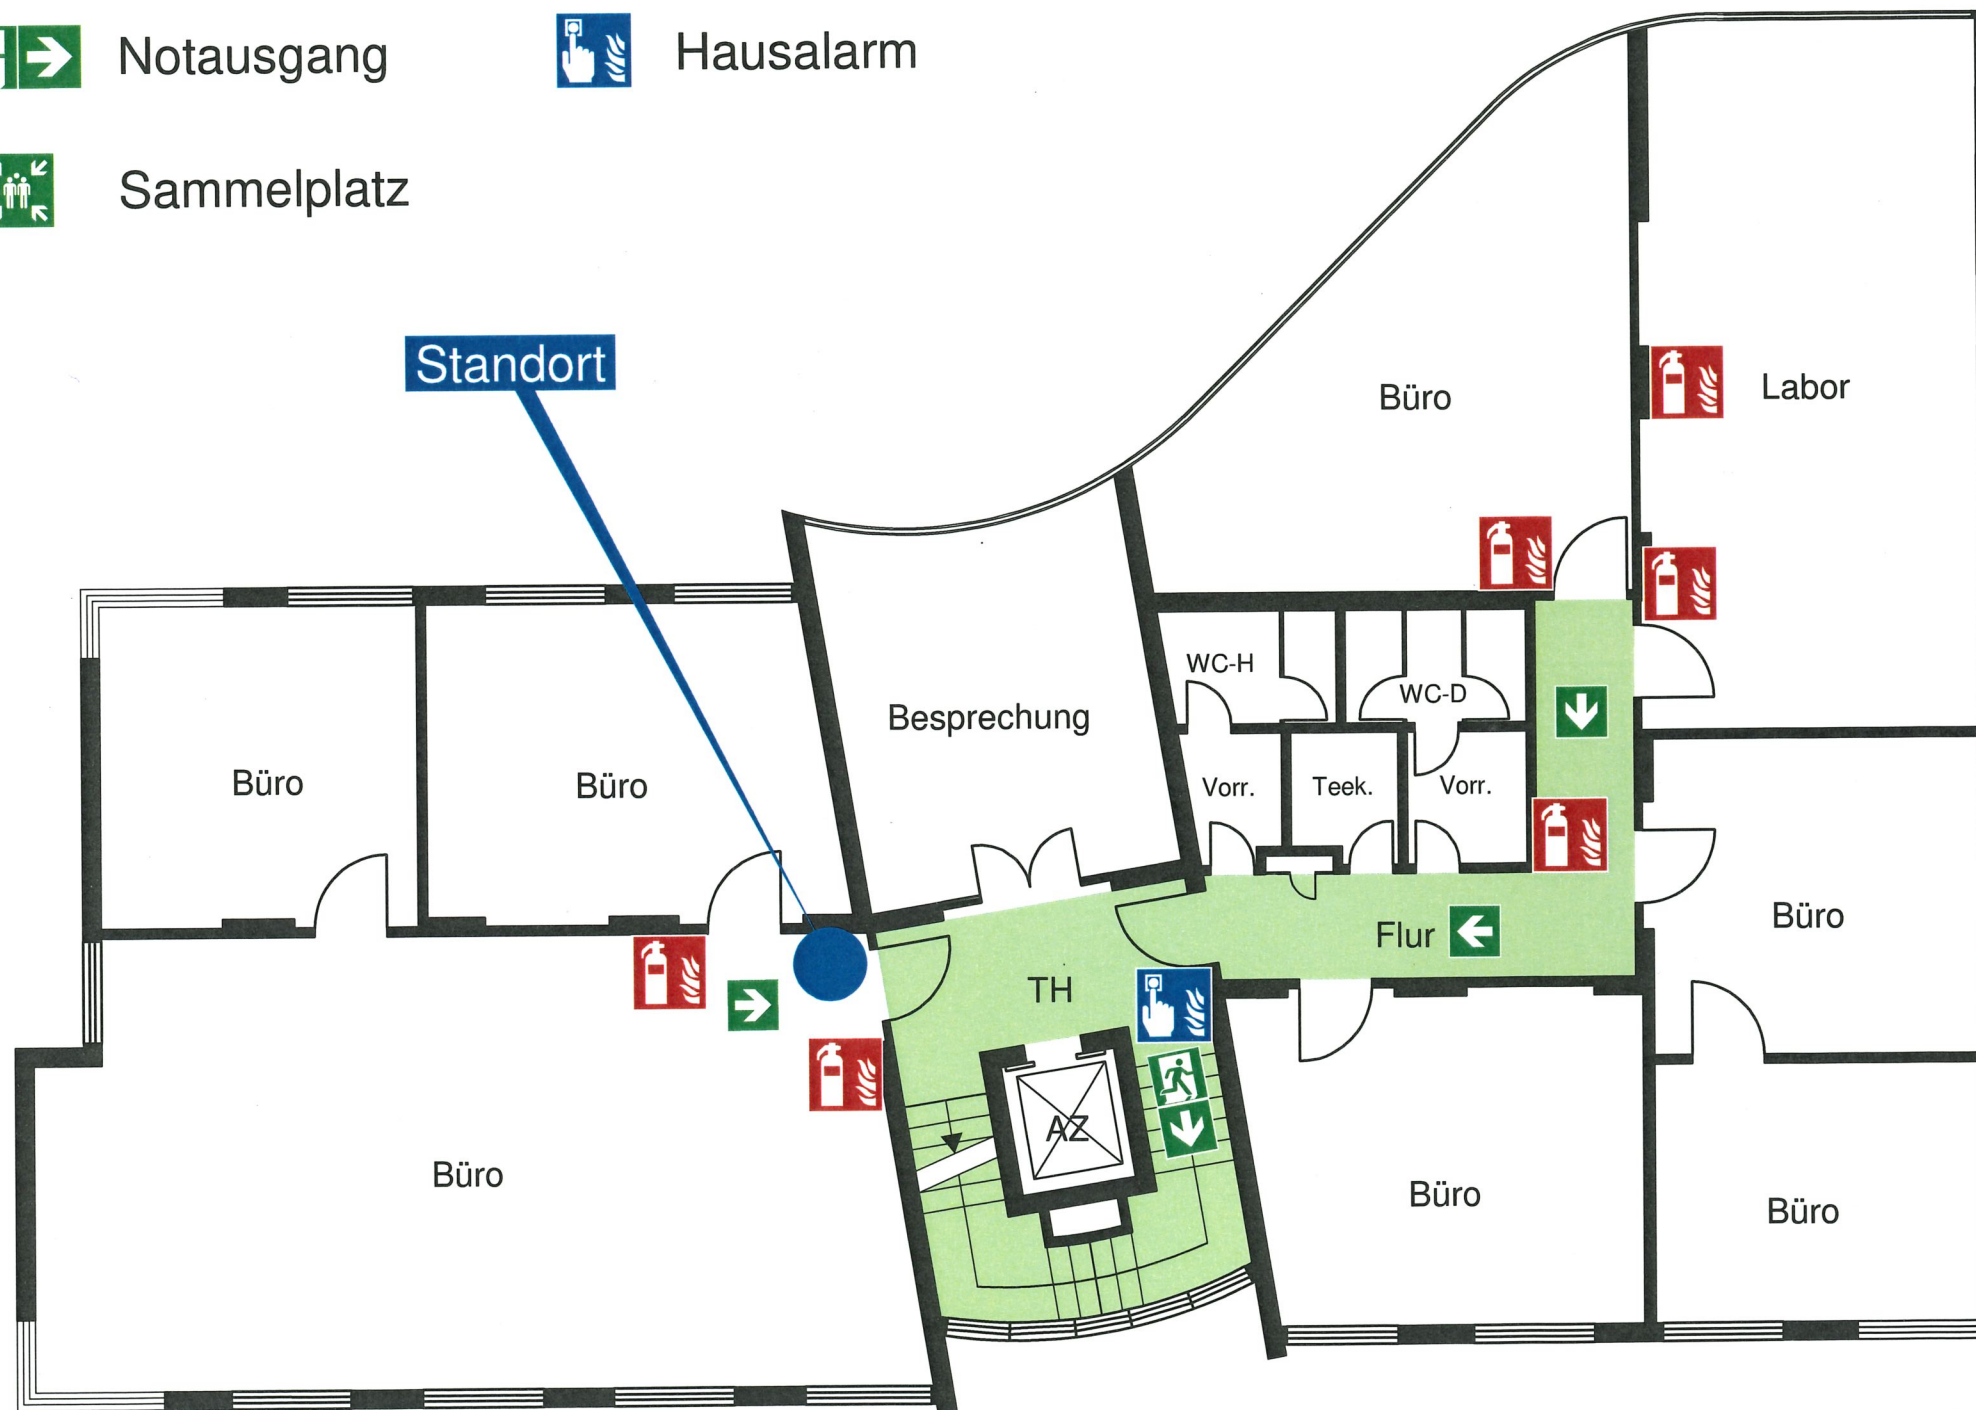 Notausgang
Hausalarm
Sammelplatz
Standort
Büro
Labor
WC-H
WC-D
Besprechung
Büro
Büro
Vorr.
Teek.
Vorr.
Büro
Flur
TH
AZ
Büro
Büro
Büro